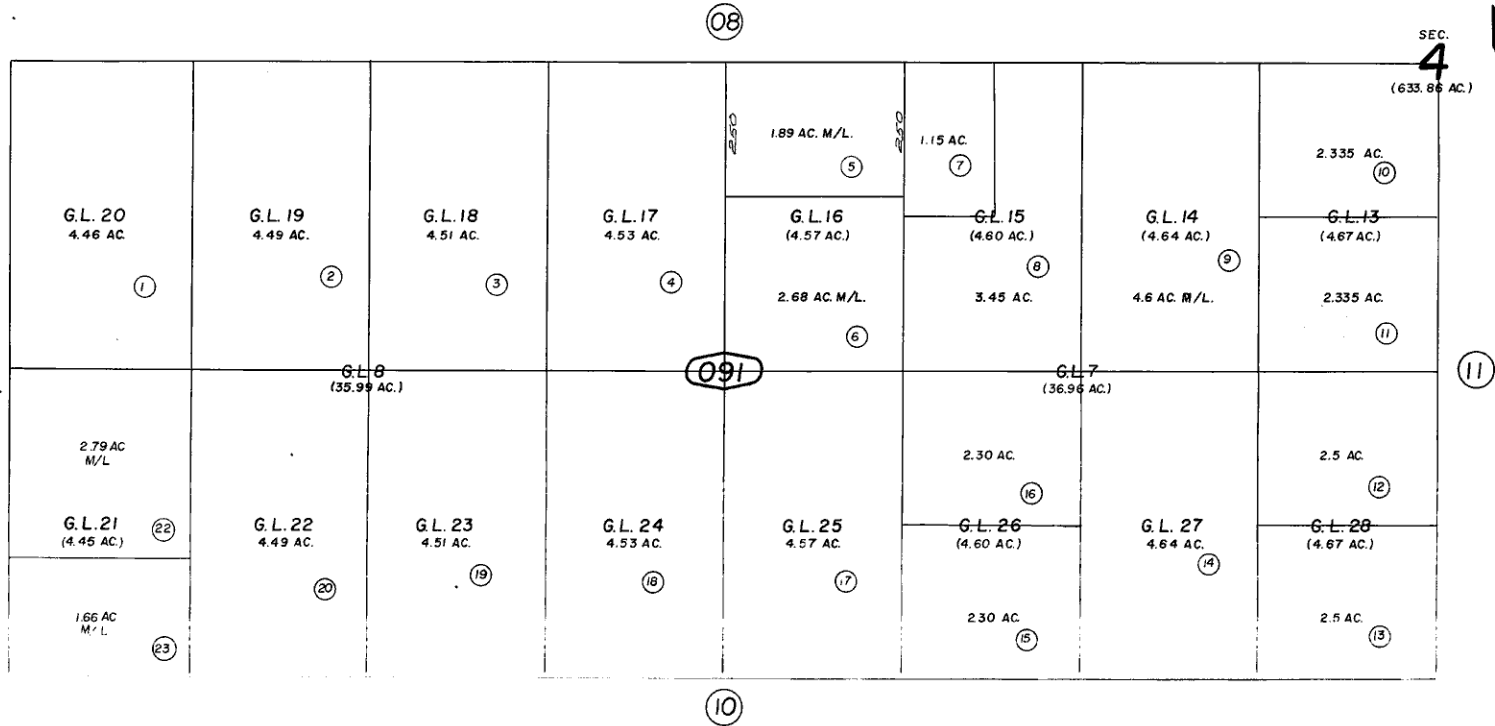 08
SEC.
4
(633.86 AC.)
250
1.89 AC. M/L.
5
250
1.15 AC.
7
2.335 AC.
10
G.L. 20
4.46 AC.
1
G.L. 19
4.49 AC.
2
G.L. 18
4.51 AC.
3
G.L. 17
4.53 AC.
4
G.L. 16
(4.57 AC.)
2.68 AC. M/L.
6
G.L. 15
(4.60 AC.)
8
3.45 AC.
G.L. 14
(4.64 AC.)
9
4.6 AC. M/L.
G.L. 13
(4.67 AC.)
2.335 AC.
11
G.L. 8
(35.99 AC.)
091
G.L. 7
(36.96 AC.)
11
2.79 AC
M/L
G.L. 21
(4.45 AC.)
22
1.66 AC
M/L
23
G.L. 22
4.49 AC.
20
G.L. 23
4.51 AC.
19
G.L. 24
4.53 AC.
18
G.L. 25
4.57 AC.
17
2.30 AC.
16
G.L. 26
(4.60 AC.)
2.30 AC.
15
G.L. 27
4.64 AC.
14
2.5 AC.
12
G.L. 28
(4.67 AC.)
2.5 AC.
13
10